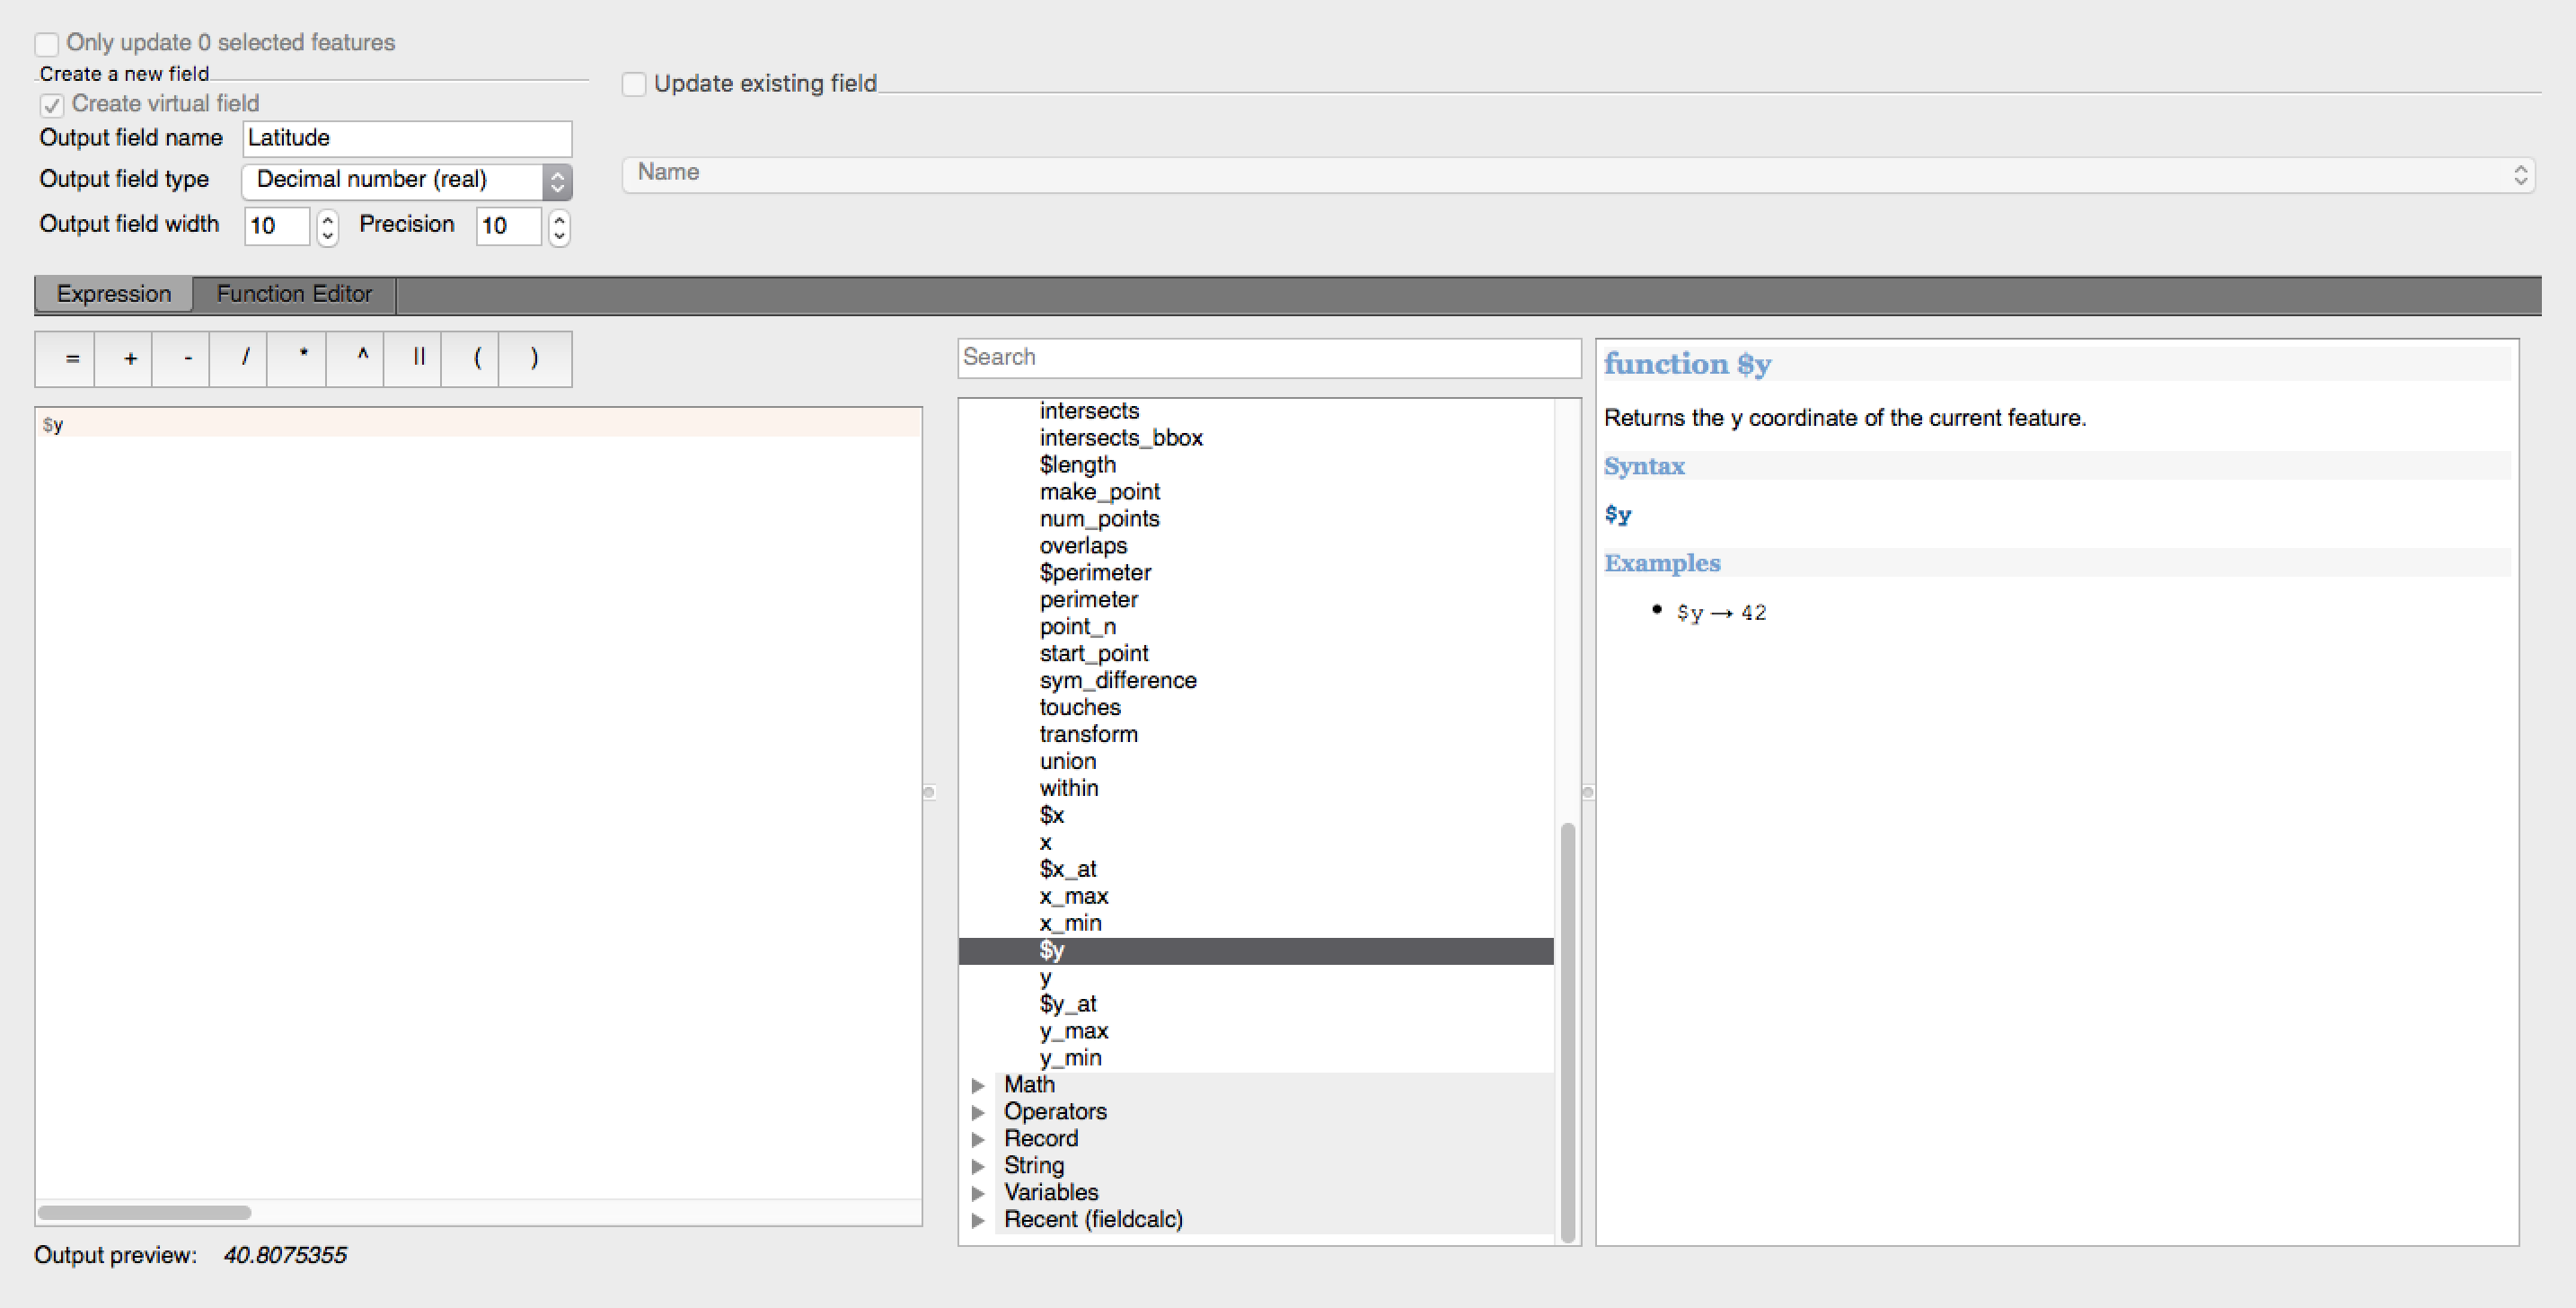 Only update 0 selected features
Create a new field
Create virtual field
Output field name Latitude
Output field type Decimal number (real)
Output field width 10 Precision 10
Update existing field
Name
Expression Function Editor
= + - / * ^ || ( )
$y
Output preview: 40.8075355
Search
intersects
intersects_bbox
$length
make_point
num_points
overlaps
$perimeter
perimeter
point_n
start_point
sym_difference
touches
transform
union
within
$x
x
$x_at
x_max
x_min
$y
y
$y_at
y_max
y_min
Math
Operators
Record
String
Variables
Recent (fieldcalc)
function $y
Returns the y coordinate of the current feature.
Syntax
$y
Examples
• $y → 42